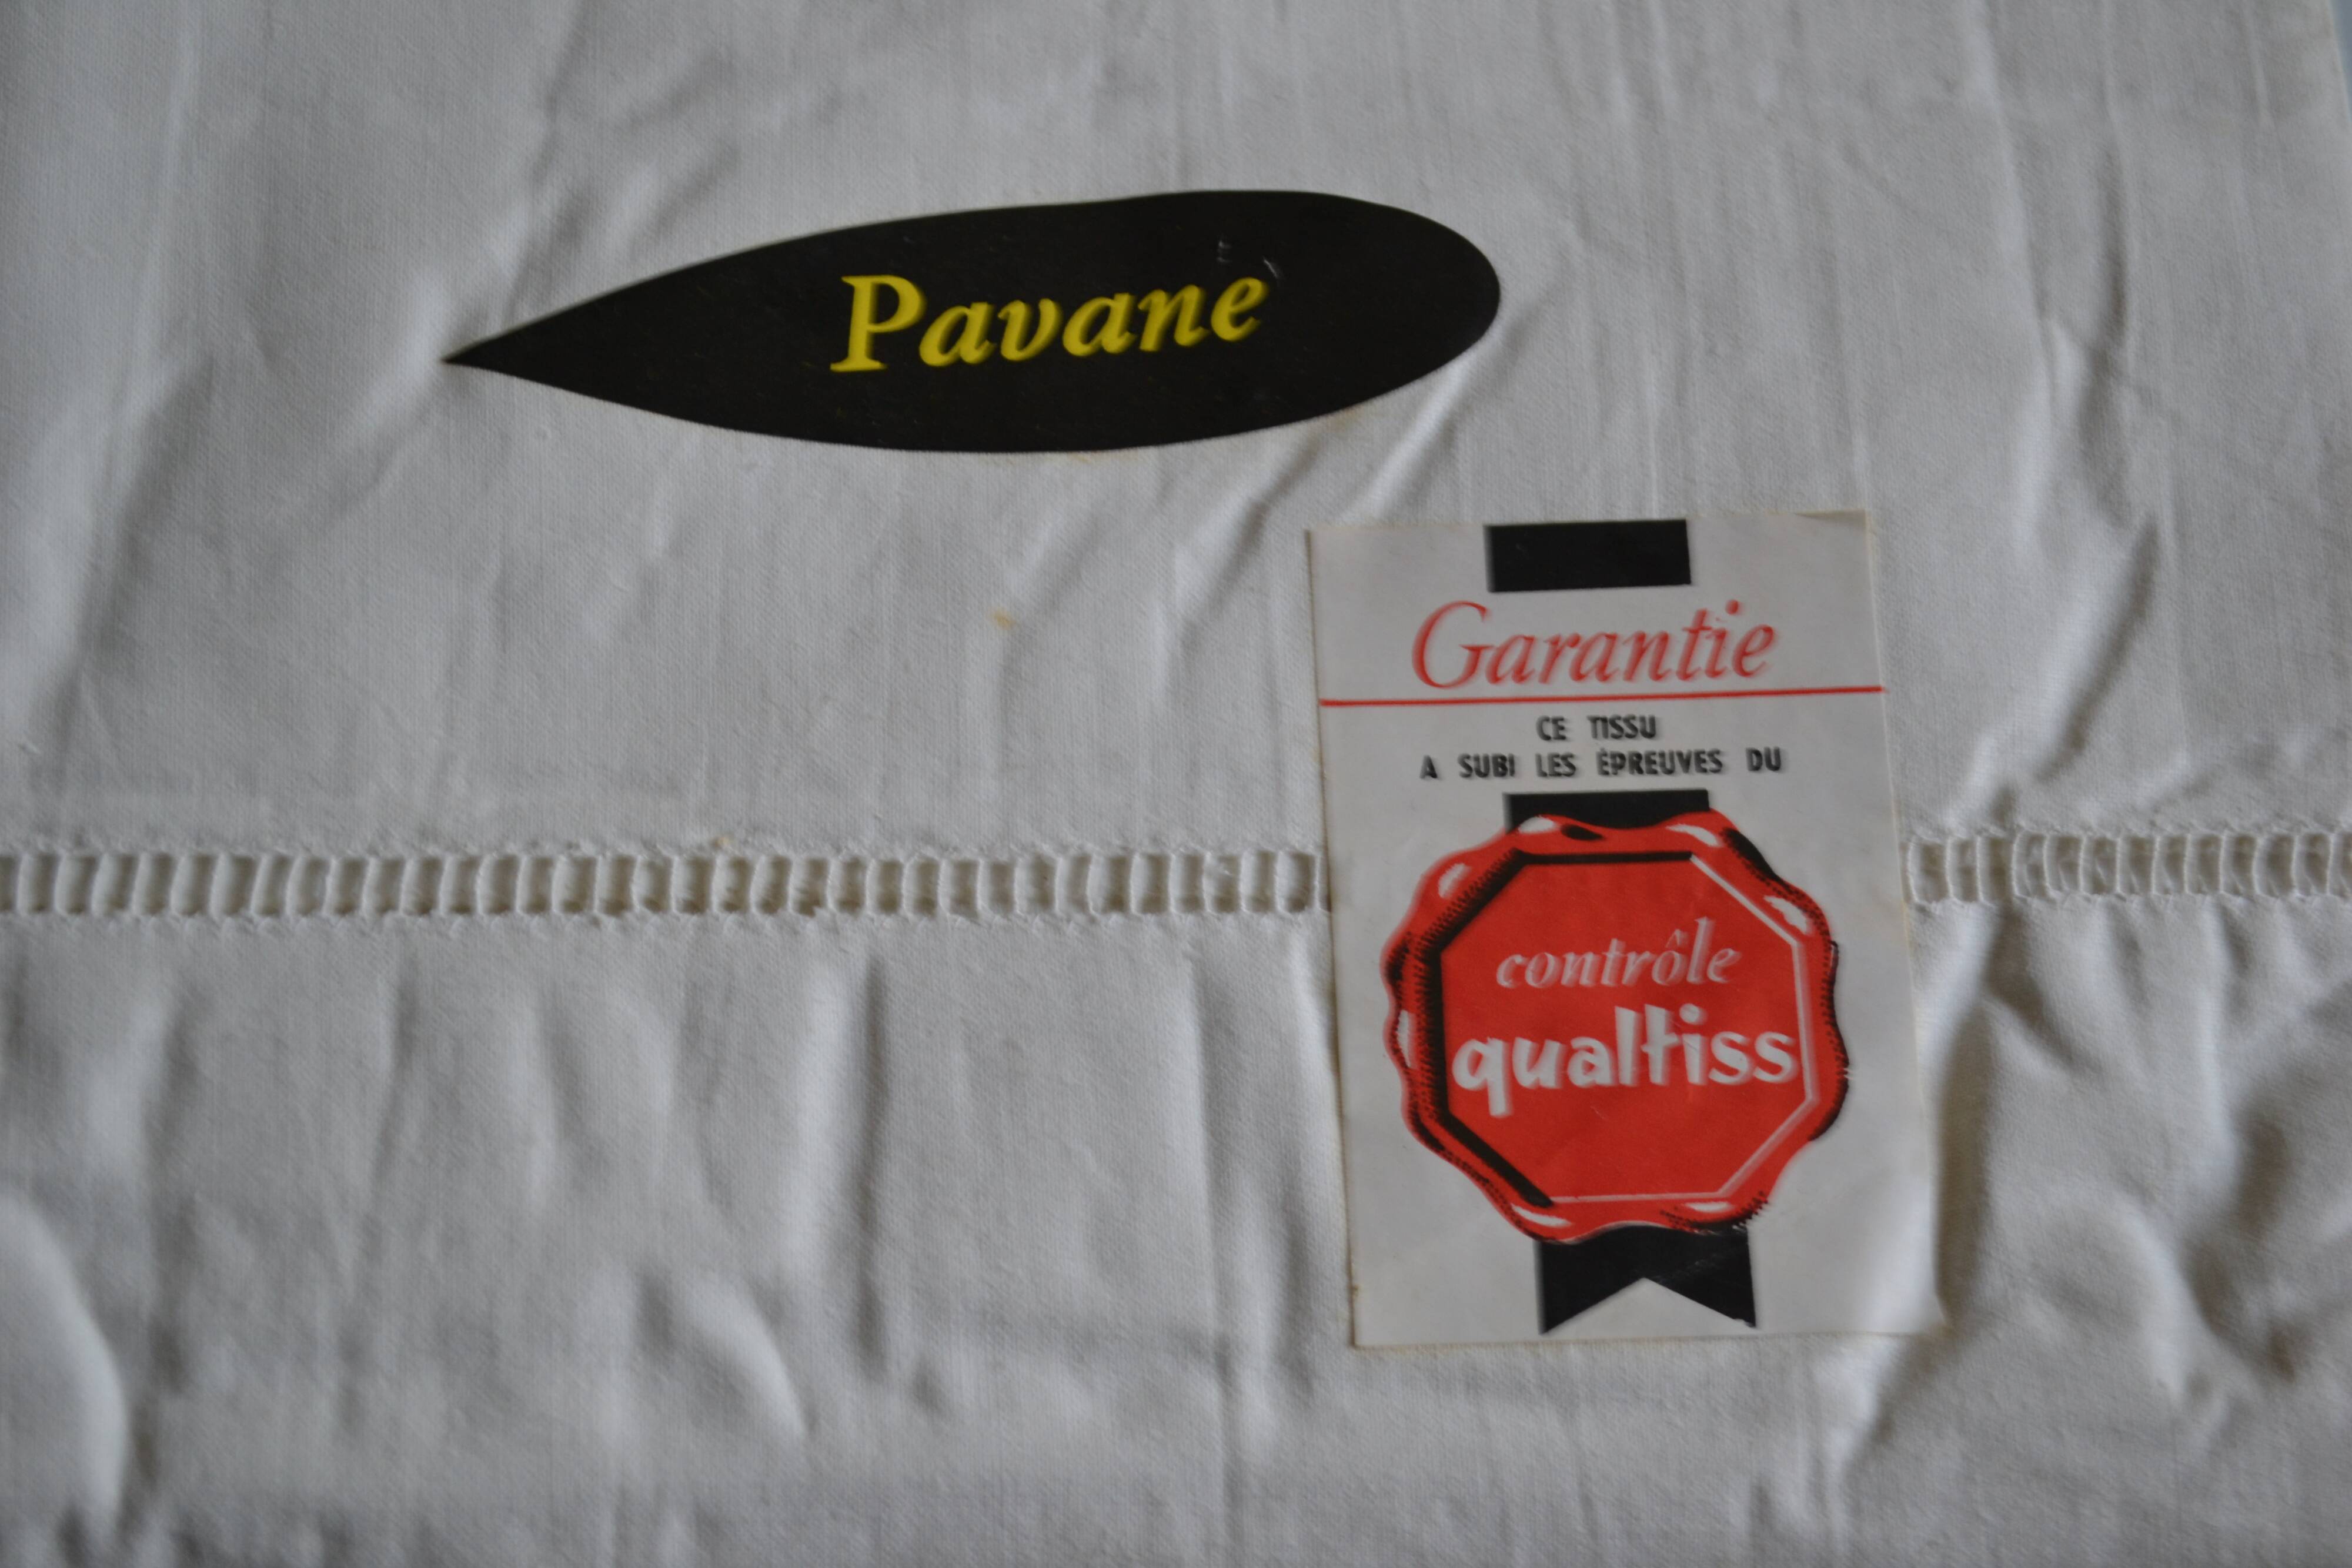 Pavane
Garantie
CE TISSU
A SUBI LES ÉPREUVES DU
contrôle
qualtiss